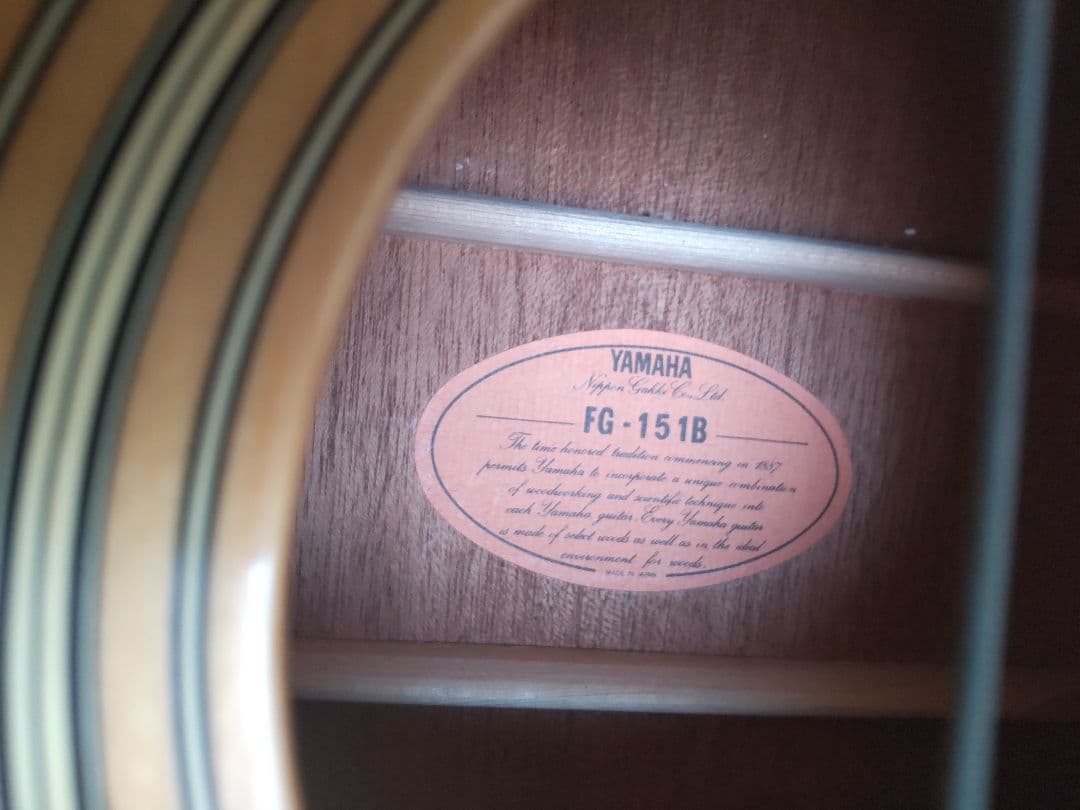 YAMAHA
Nippon Gakki Co., Ltd.
FG-151B
The time honored tradition commencing in 1887
permits Yamaha to incorporate a unique combination
of woodworking and scientific technique into
each Yamaha guitar. Every Yamaha guitar
is made of select woods as well as in the ideal
environment for woods.
MADE IN JAPAN